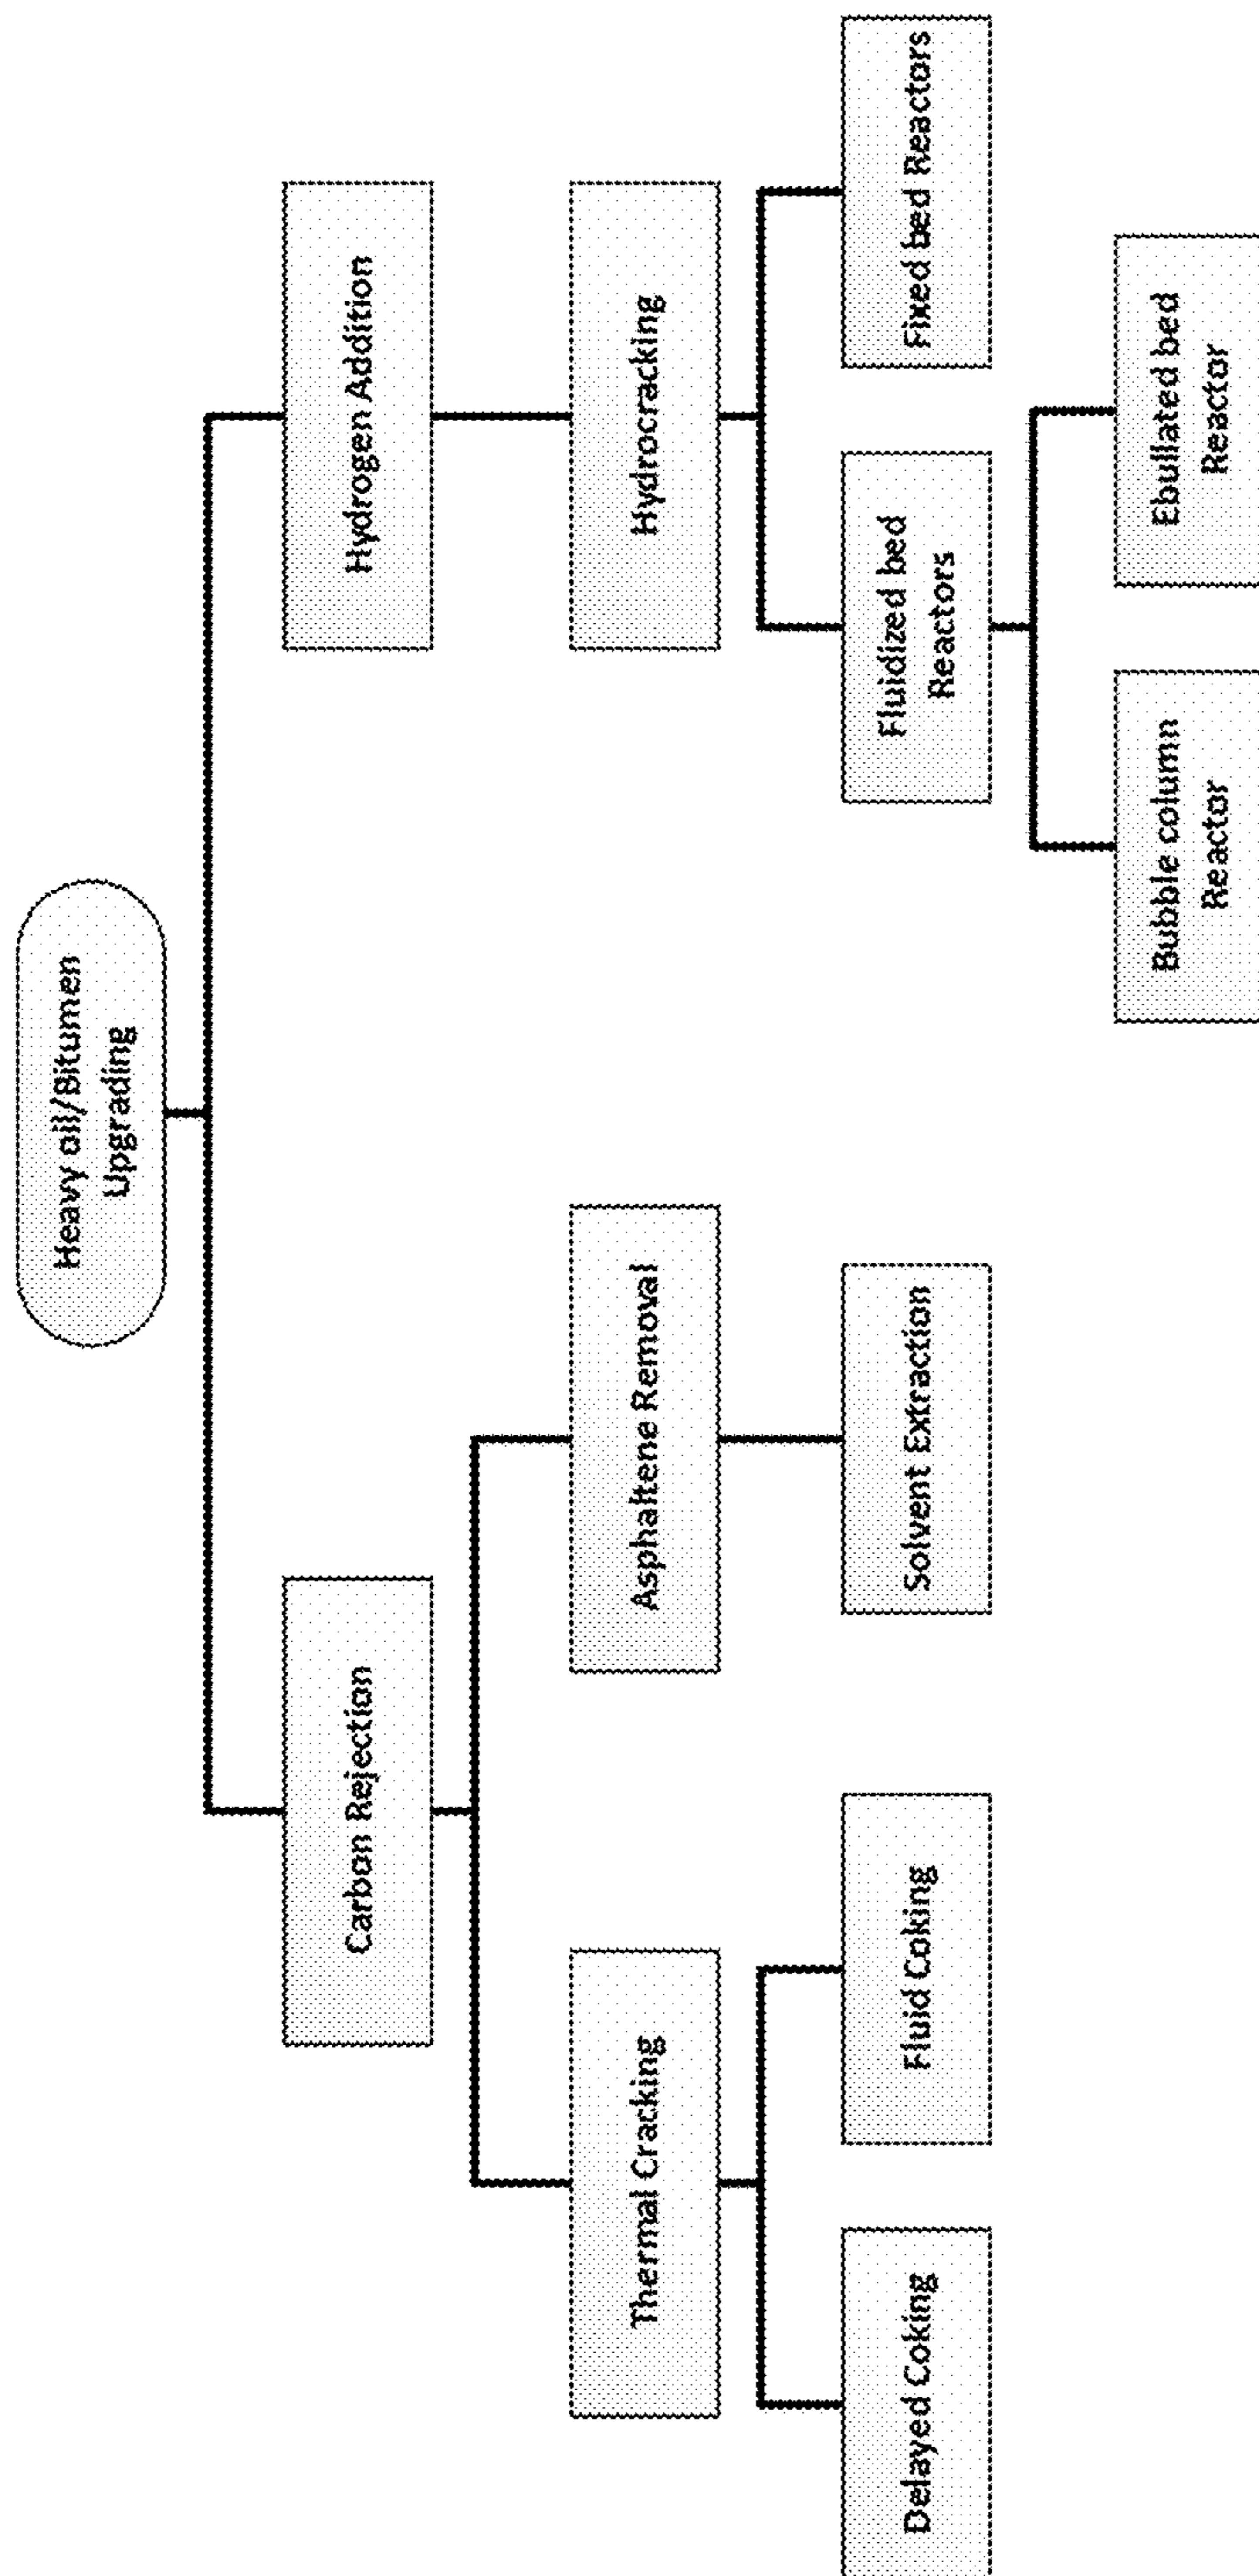 Heavy oil/Bitumen
Upgrading
Carbon Rejection
Hydrogen Addition
Thermal Cracking
Asphaltene Removal
Hydrocracking
Delayed Coking
Fluid Coking
Solvent Extraction
Fluidized bed
Reactors
Fixed bed Reactors
Bubble column
Reactor
Ebullated bed
Reactor